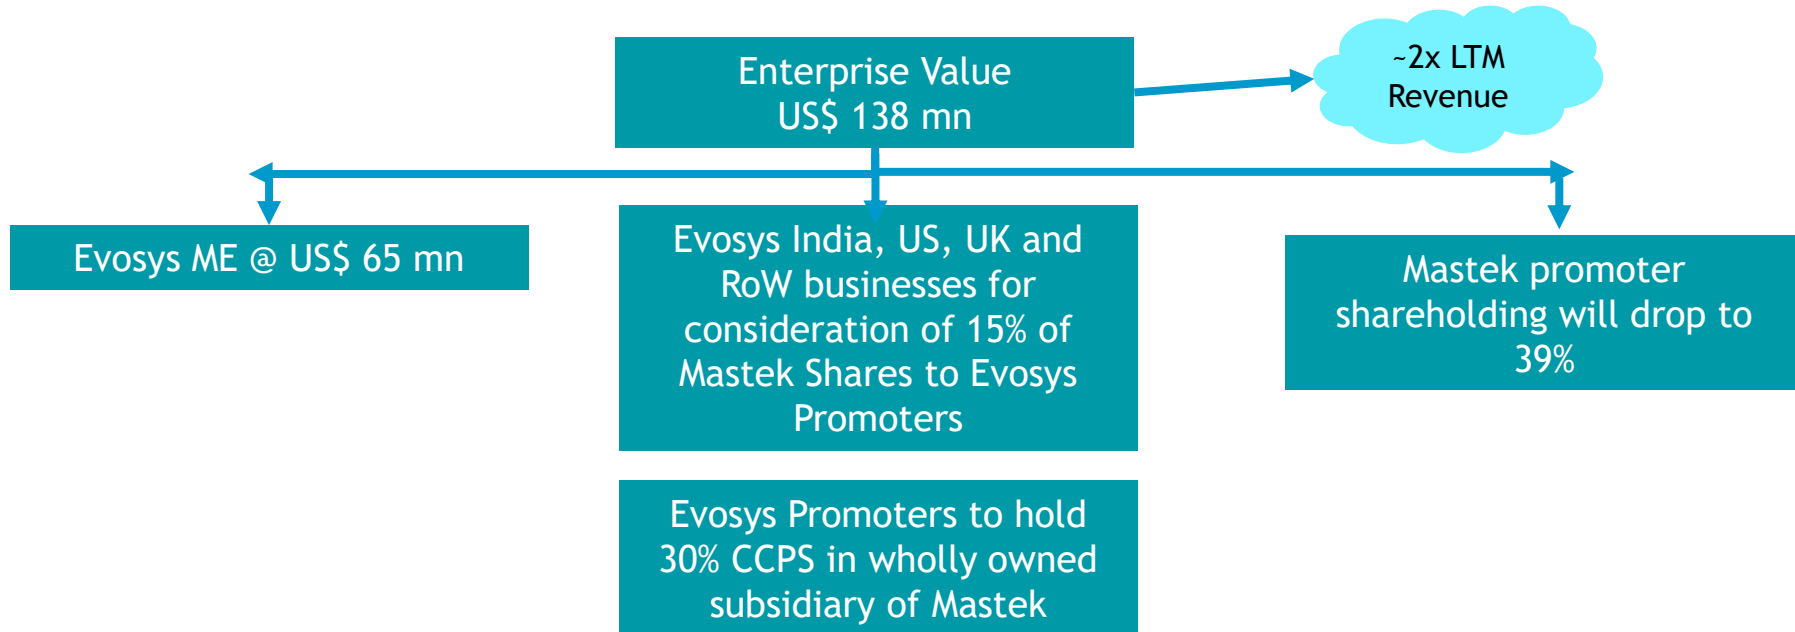 Enterprise Value
US$ 138 mn
~2x LTM
Revenue
Evosys ME @ US$ 65 mn
Evosys India, US, UK and
RoW businesses for
consideration of 15% of
Mastek Shares to Evosys
Promoters
Mastek promoter
shareholding will drop to
39%
Evosys Promoters to hold
30% CCPS in wholly owned
subsidiary of Mastek